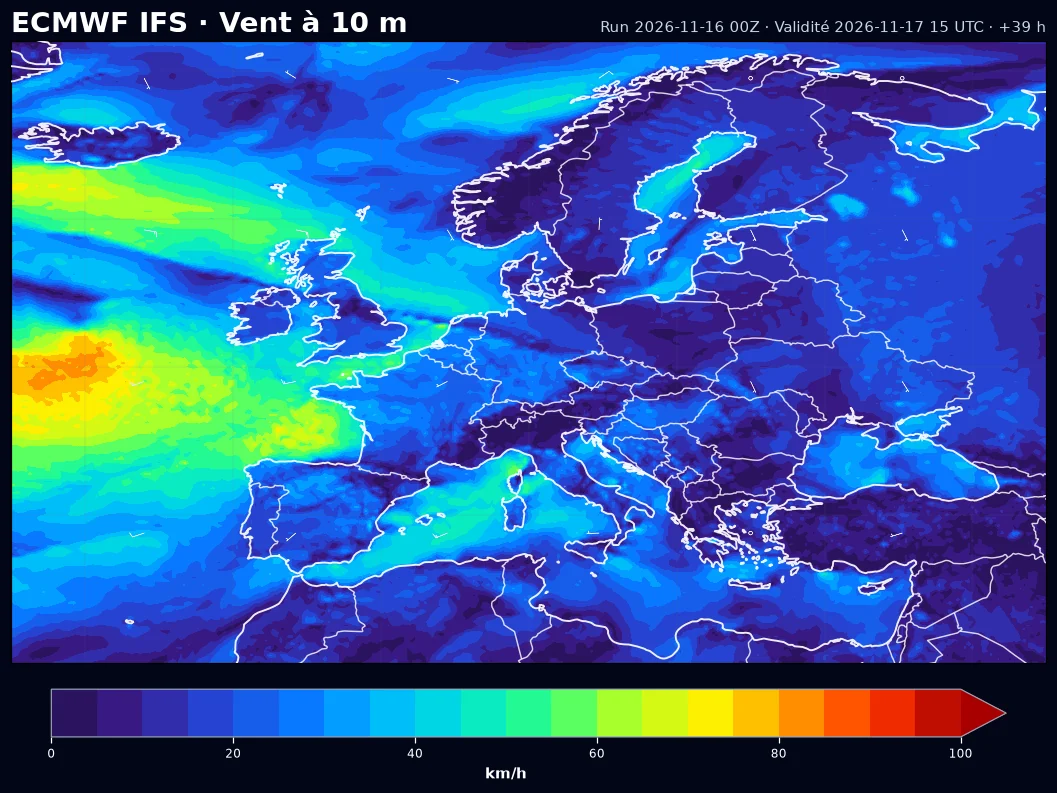 ECMWF IFS · Vent à 10 m
Run 2026-11-16 00Z · Validité 2026-11-17 15 UTC · +39 h
0 20 40 60 80 100
km/h